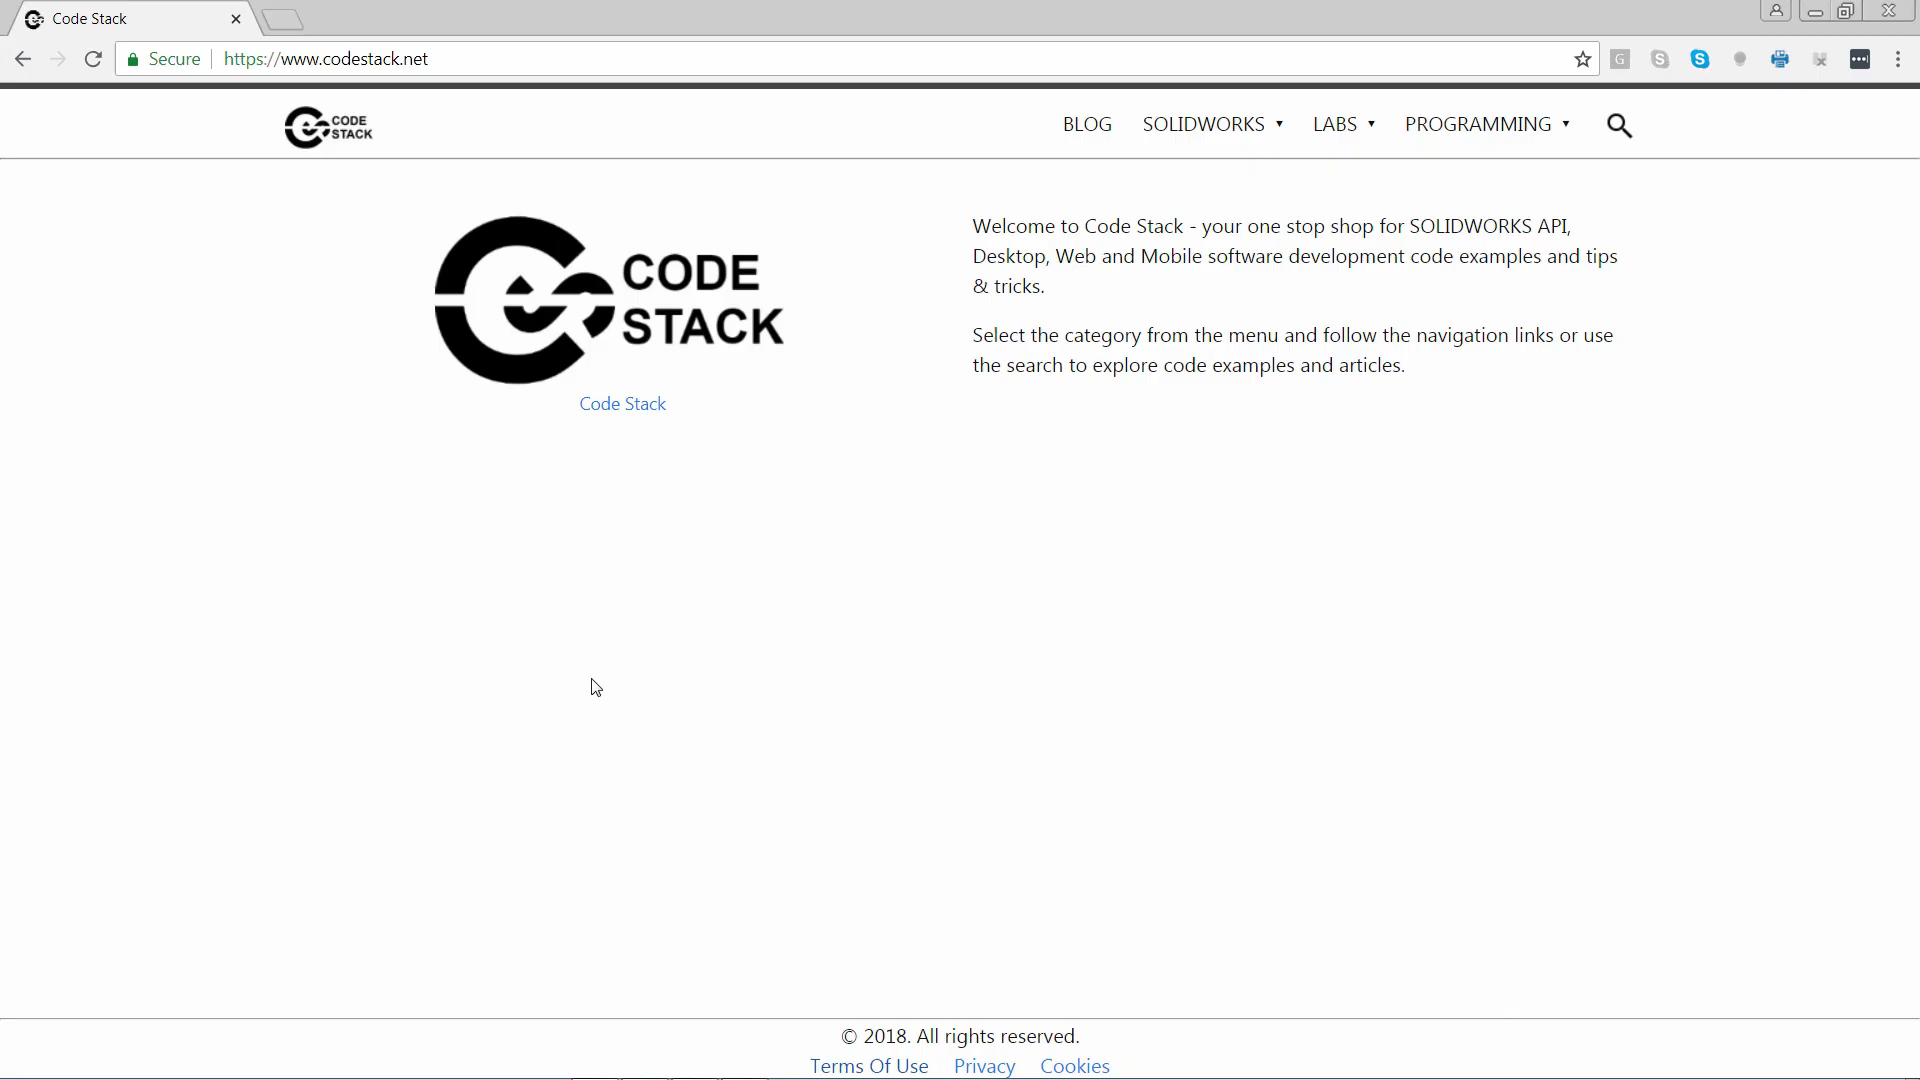 Code Stack
Secure https://www.codestack.net
CODE
STACK
BLOG SOLIDWORKS LABS PROGRAMMING
CODE
STACK
Code Stack
Welcome to Code Stack - your one stop shop for SOLIDWORKS API,
Desktop, Web and Mobile software development code examples and tips
& tricks.
Select the category from the menu and follow the navigation links or use
the search to explore code examples and articles.
© 2018. All rights reserved.
Terms Of Use Privacy Cookies